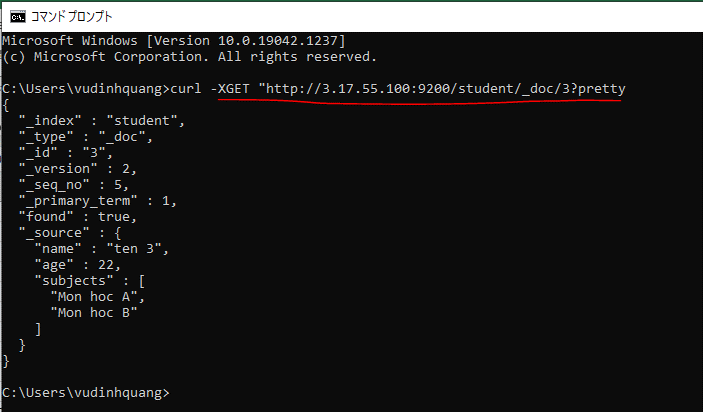 コマンド プロンプト
Microsoft Windows [Version 10.0.19042.1237]
(c) Microsoft Corporation. All rights reserved.
C:\Users\vudinhquang>curl -XGET "http://3.17.55.100:9200/student/_doc/3?pretty
{
  "_index" : "student",
  "_type" : "_doc",
  "_id" : "3",
  "_version" : 2,
  "_seq_no" : 5,
  "_primary_term" : 1,
  "found" : true,
  "_source" : {
    "name" : "ten 3",
    "age" : 22,
    "subjects" : [
      "Mon hoc A",
      "Mon hoc B"
    ]
  }
}
C:\Users\vudinhquang>